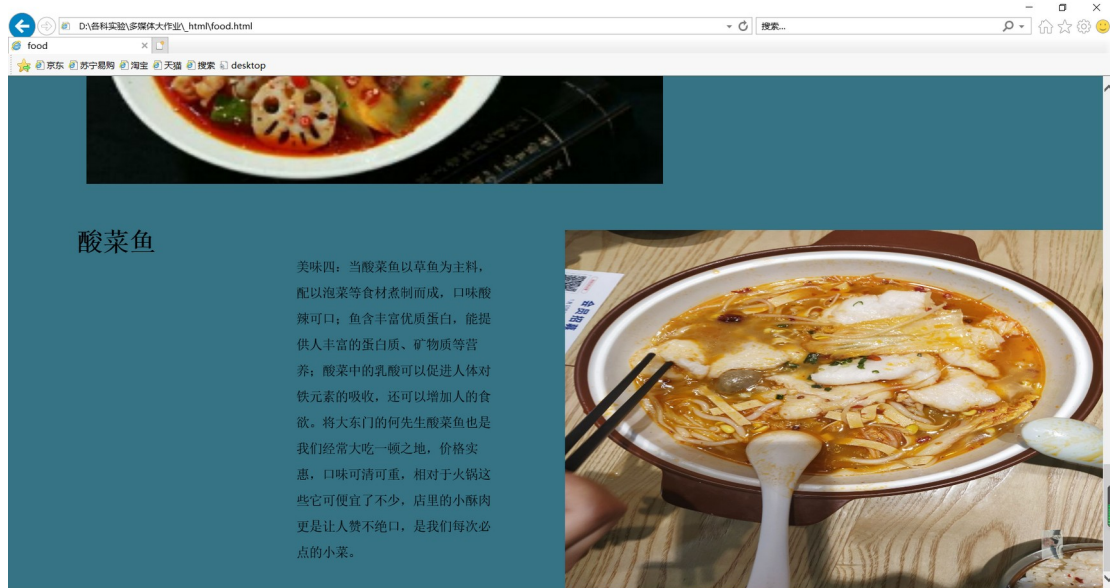 D:\各科实验\多媒体大作业\_html\food.html
搜索...
food
京东 苏宁易购 淘宝 天猫 搜索 desktop
酸菜鱼
美味四：当酸菜鱼以草鱼为主料，
配以泡菜等食材煮制而成，口味酸
辣可口；鱼含丰富优质蛋白，能提
供人丰富的蛋白质、矿物质等营
养；酸菜中的乳酸可以促进人体对
铁元素的吸收，还可以增加人的食
欲。将大东门的何先生酸菜鱼也是
我们经常大吃一顿之地，价格实
惠，口味可清可重，相对于火锅这
些它可便宜了不少，店里的小酥肉
更是让人赞不绝口，是我们每次必
点的小菜。